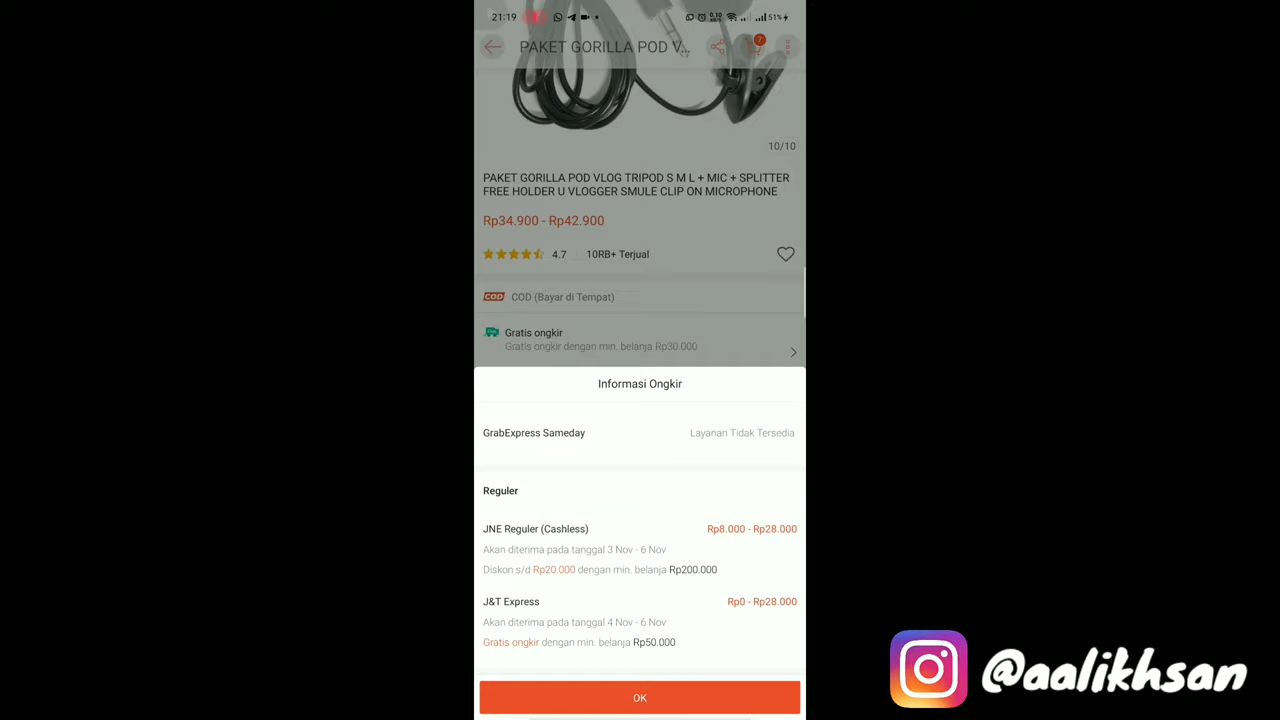 21:19
51%
PAKET GORILLA POD V...
7
10/10
PAKET GORILLA POD VLOG TRIPOD S M L + MIC + SPLITTER
FREE HOLDER U VLOGGER SMULE CLIP ON MICROPHONE
Rp34.900 - Rp42.900
4.7 10RB+ Terjual
COD COD (Bayar di Tempat)
Gratis ongkir
Gratis ongkir dengan min. belanja Rp30.000
Informasi Ongkir
GrabExpress Sameday Layanan Tidak Tersedia
Reguler
JNE Reguler (Cashless) Rp8.000 - Rp28.000
Akan diterima pada tanggal 3 Nov - 6 Nov
Diskon s/d Rp20.000 dengan min. belanja Rp200.000
J&T Express Rp0 - Rp28.000
Akan diterima pada tanggal 4 Nov - 6 Nov
Gratis ongkir dengan min. belanja Rp50.000
OK
@aalikhsan